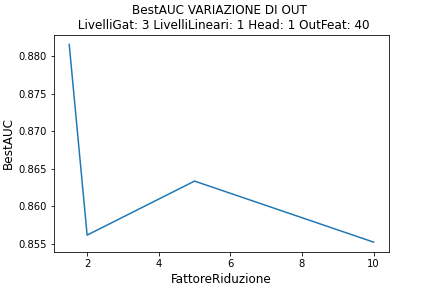 BestAUC VARIAZIONE DI OUT
LivelliGat: 3 LivelliLineari: 1 Head: 1 OutFeat: 40
0.880
0.875
0.870
0.865
0.860
0.855
BestAUC
2
4
6
8
10
FattoreRiduzione